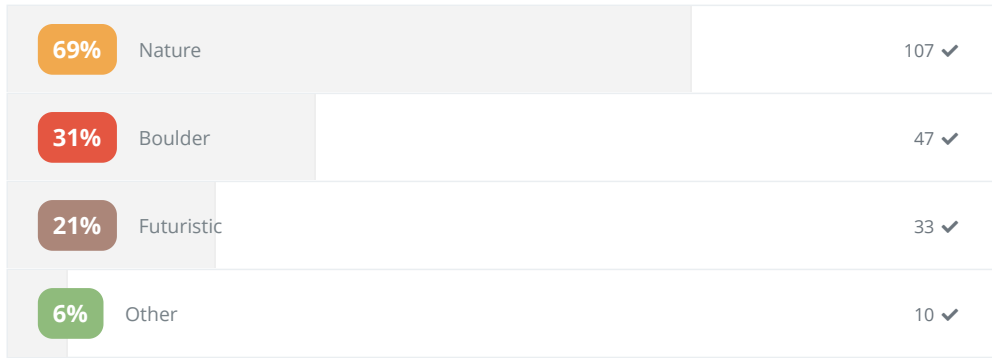 69% Nature 107
31% Boulder 47
21% Futuristic 33
6% Other 10